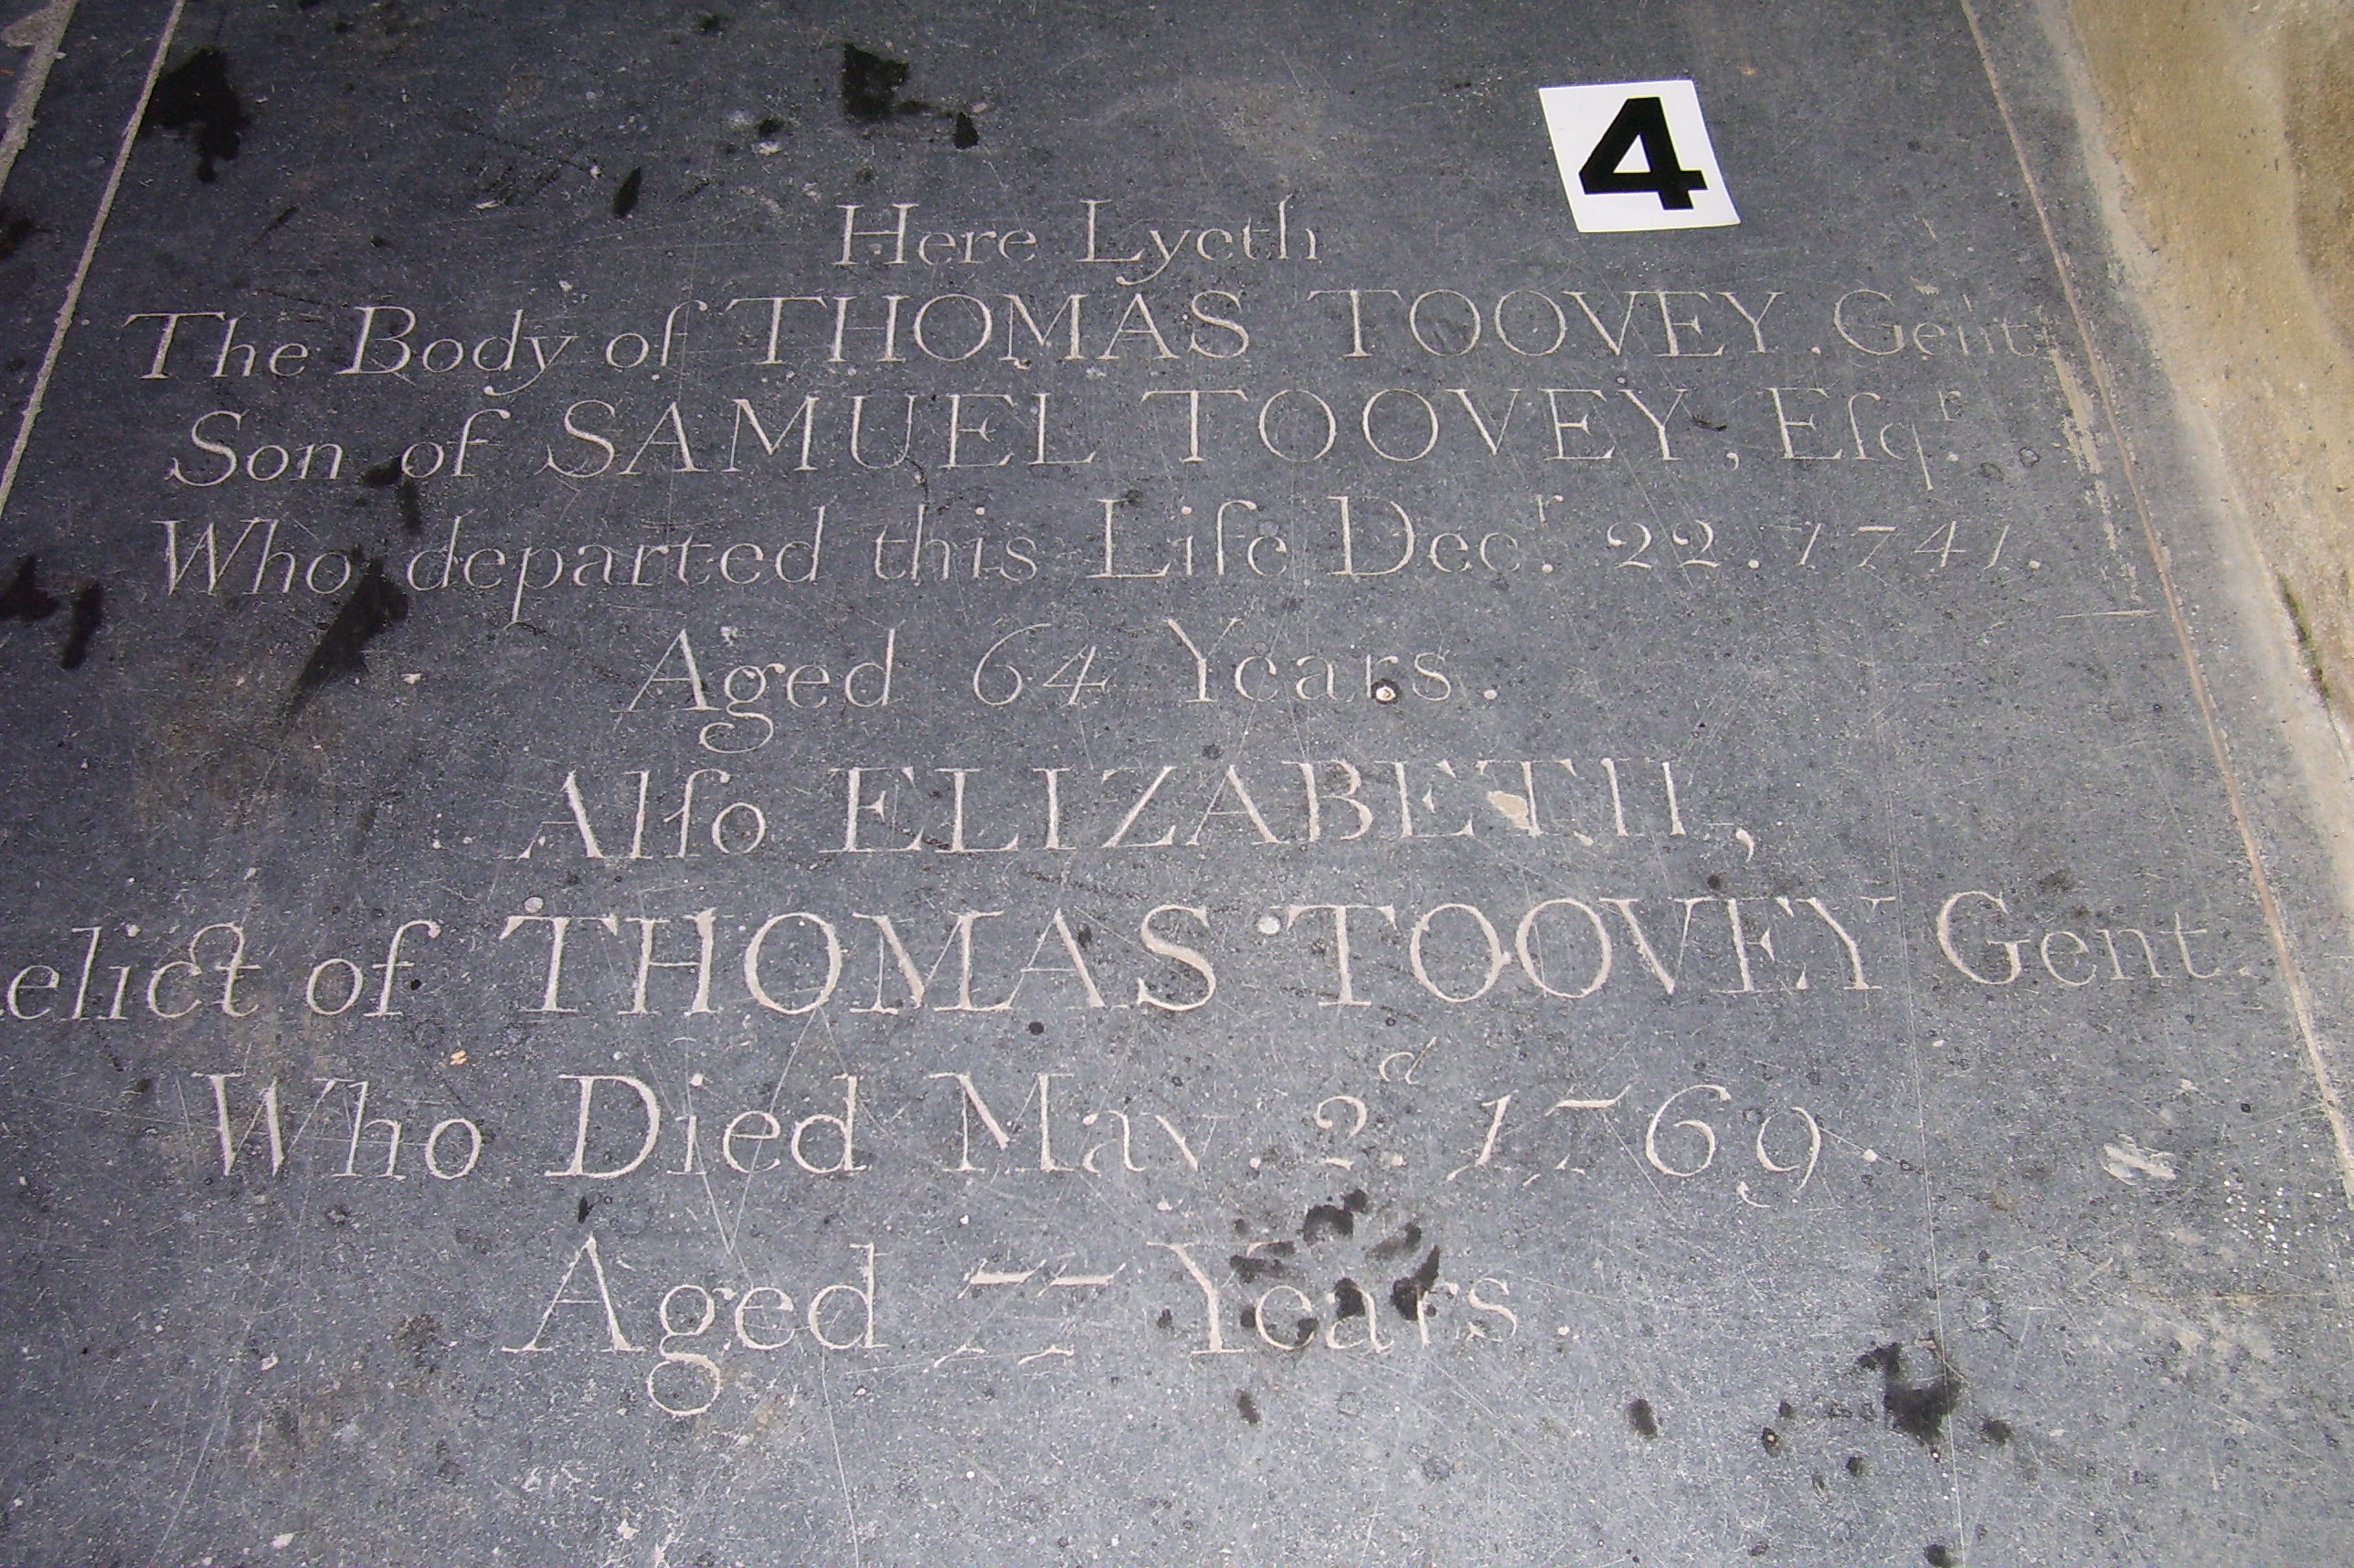 4
Here Lyeth
The Body of THOMAS TOOVEY, Gent.
Son of SAMUEL TOOVEY, Eſqr.
Who departed this Life Decr. 22. 1741.
Aged 64 Years.
Alſo ELIZABETH,
elict of THOMAS TOOVEY Gent.
Who Died May 2d 1769.
Aged 77 Years.